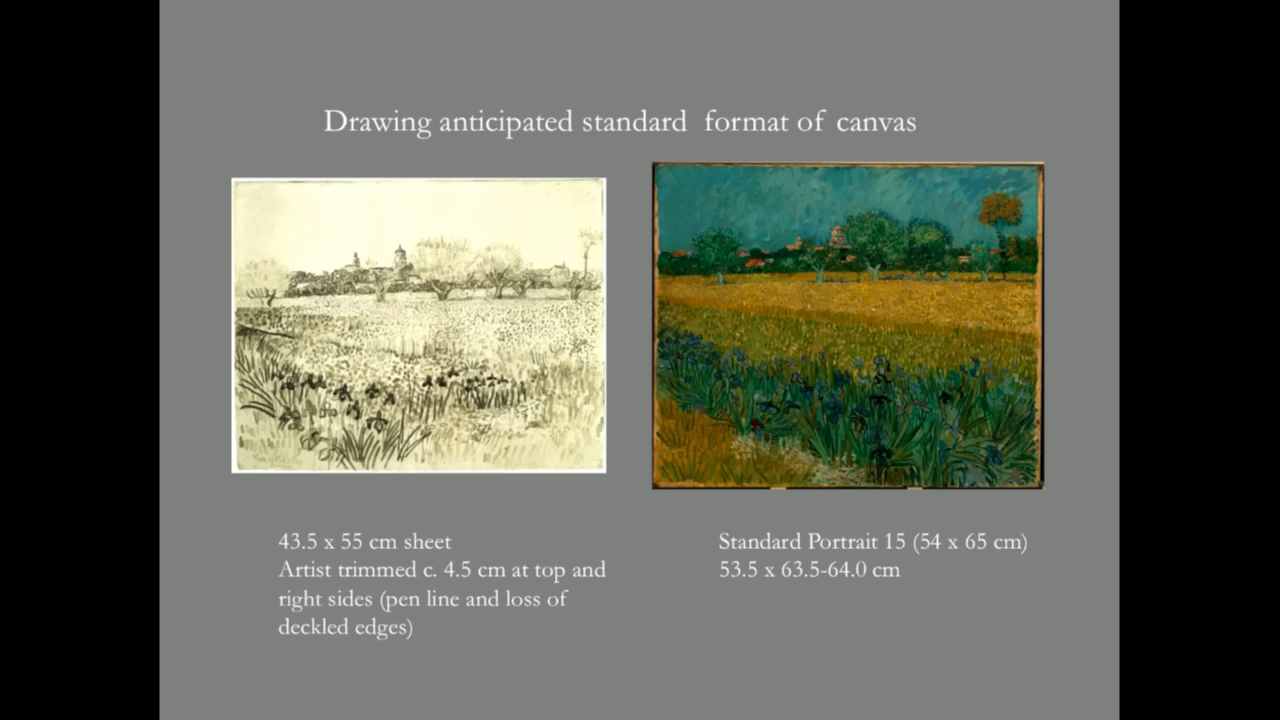 Drawing anticipated standard format of canvas
43.5 x 55 cm sheet
Artist trimmed c. 4.5 cm at top and
right sides (pen line and loss of
deckled edges)
Standard Portrait 15 (54 x 65 cm)
53.5 x 63.5-64.0 cm